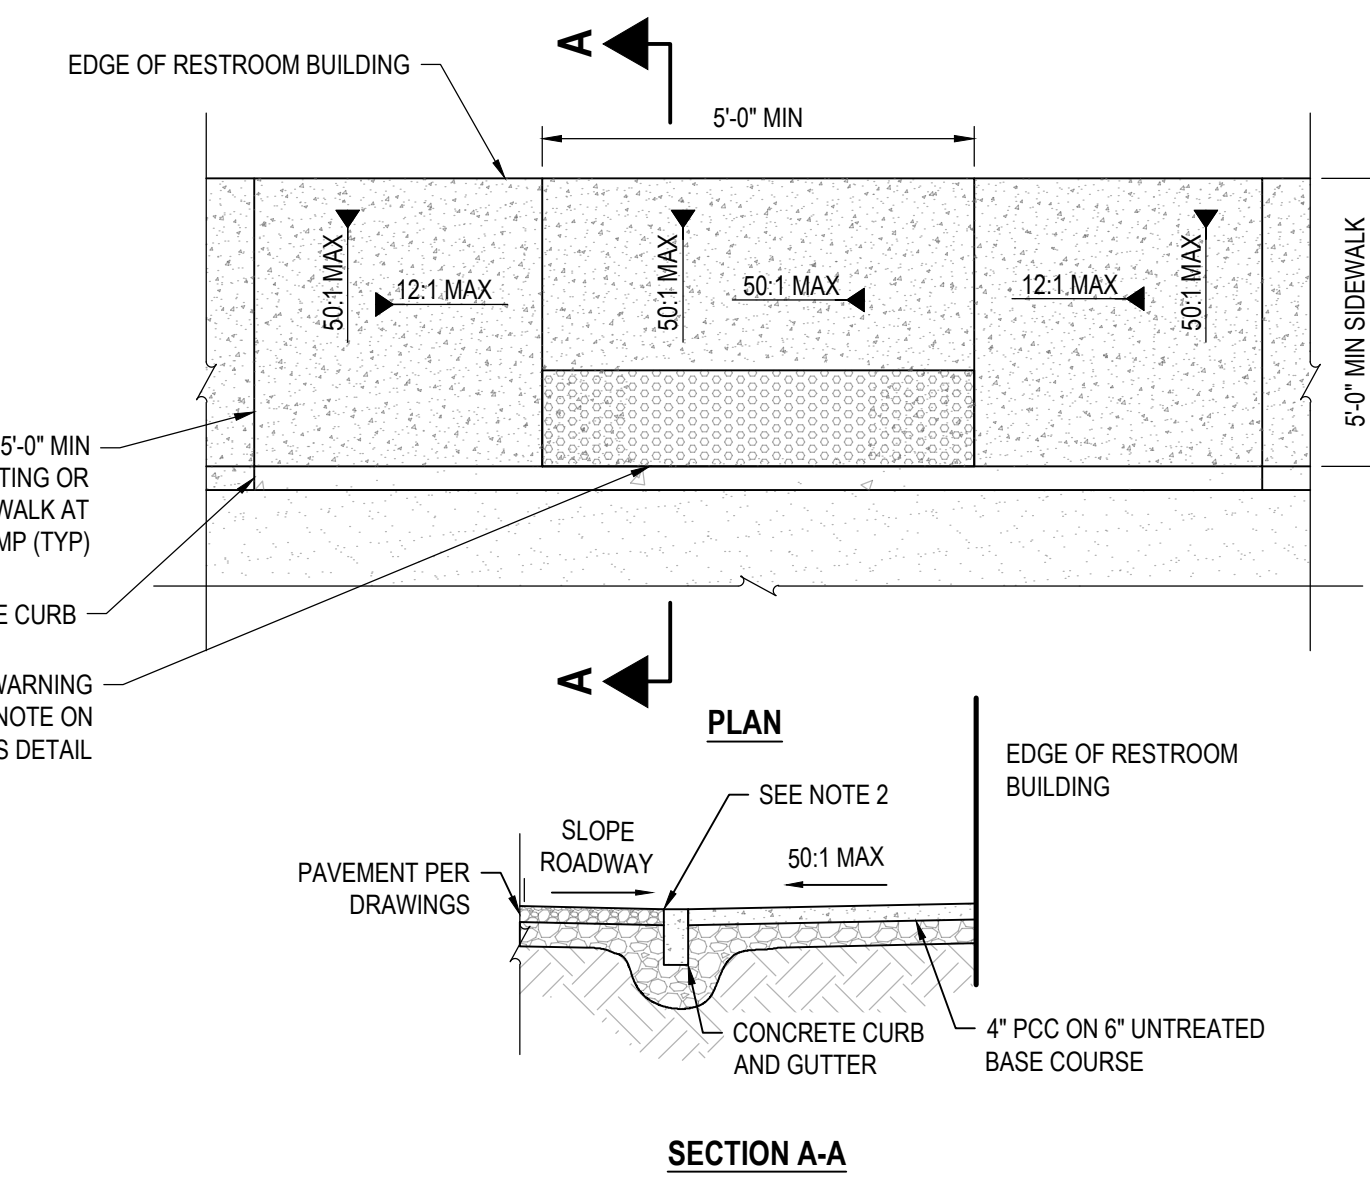 A
EDGE OF RESTROOM BUILDING
5'-0" MIN
50:1 MAX
12:1 MAX
50:1 MAX
50:1 MAX
12:1 MAX
50:1 MAX
5'-0" MIN SIDEWALK
5'-0" MIN
TING OR
WALK AT
MP (TYP)
E CURB
WARNING
NOTE ON
S DETAIL
A
PLAN
EDGE OF RESTROOM
BUILDING
SEE NOTE 2
SLOPE
ROADWAY
50:1 MAX
PAVEMENT PER
DRAWINGS
CONCRETE CURB
AND GUTTER
4" PCC ON 6" UNTREATED
BASE COURSE
SECTION A-A